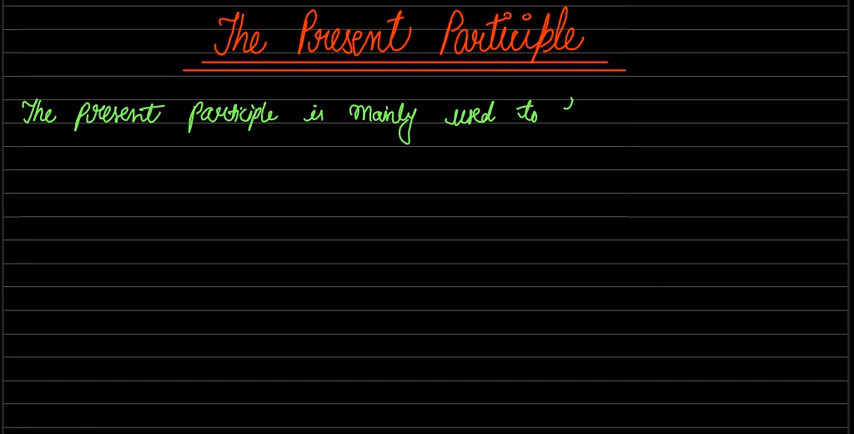 The Present Participle
The present participle is mainly used to